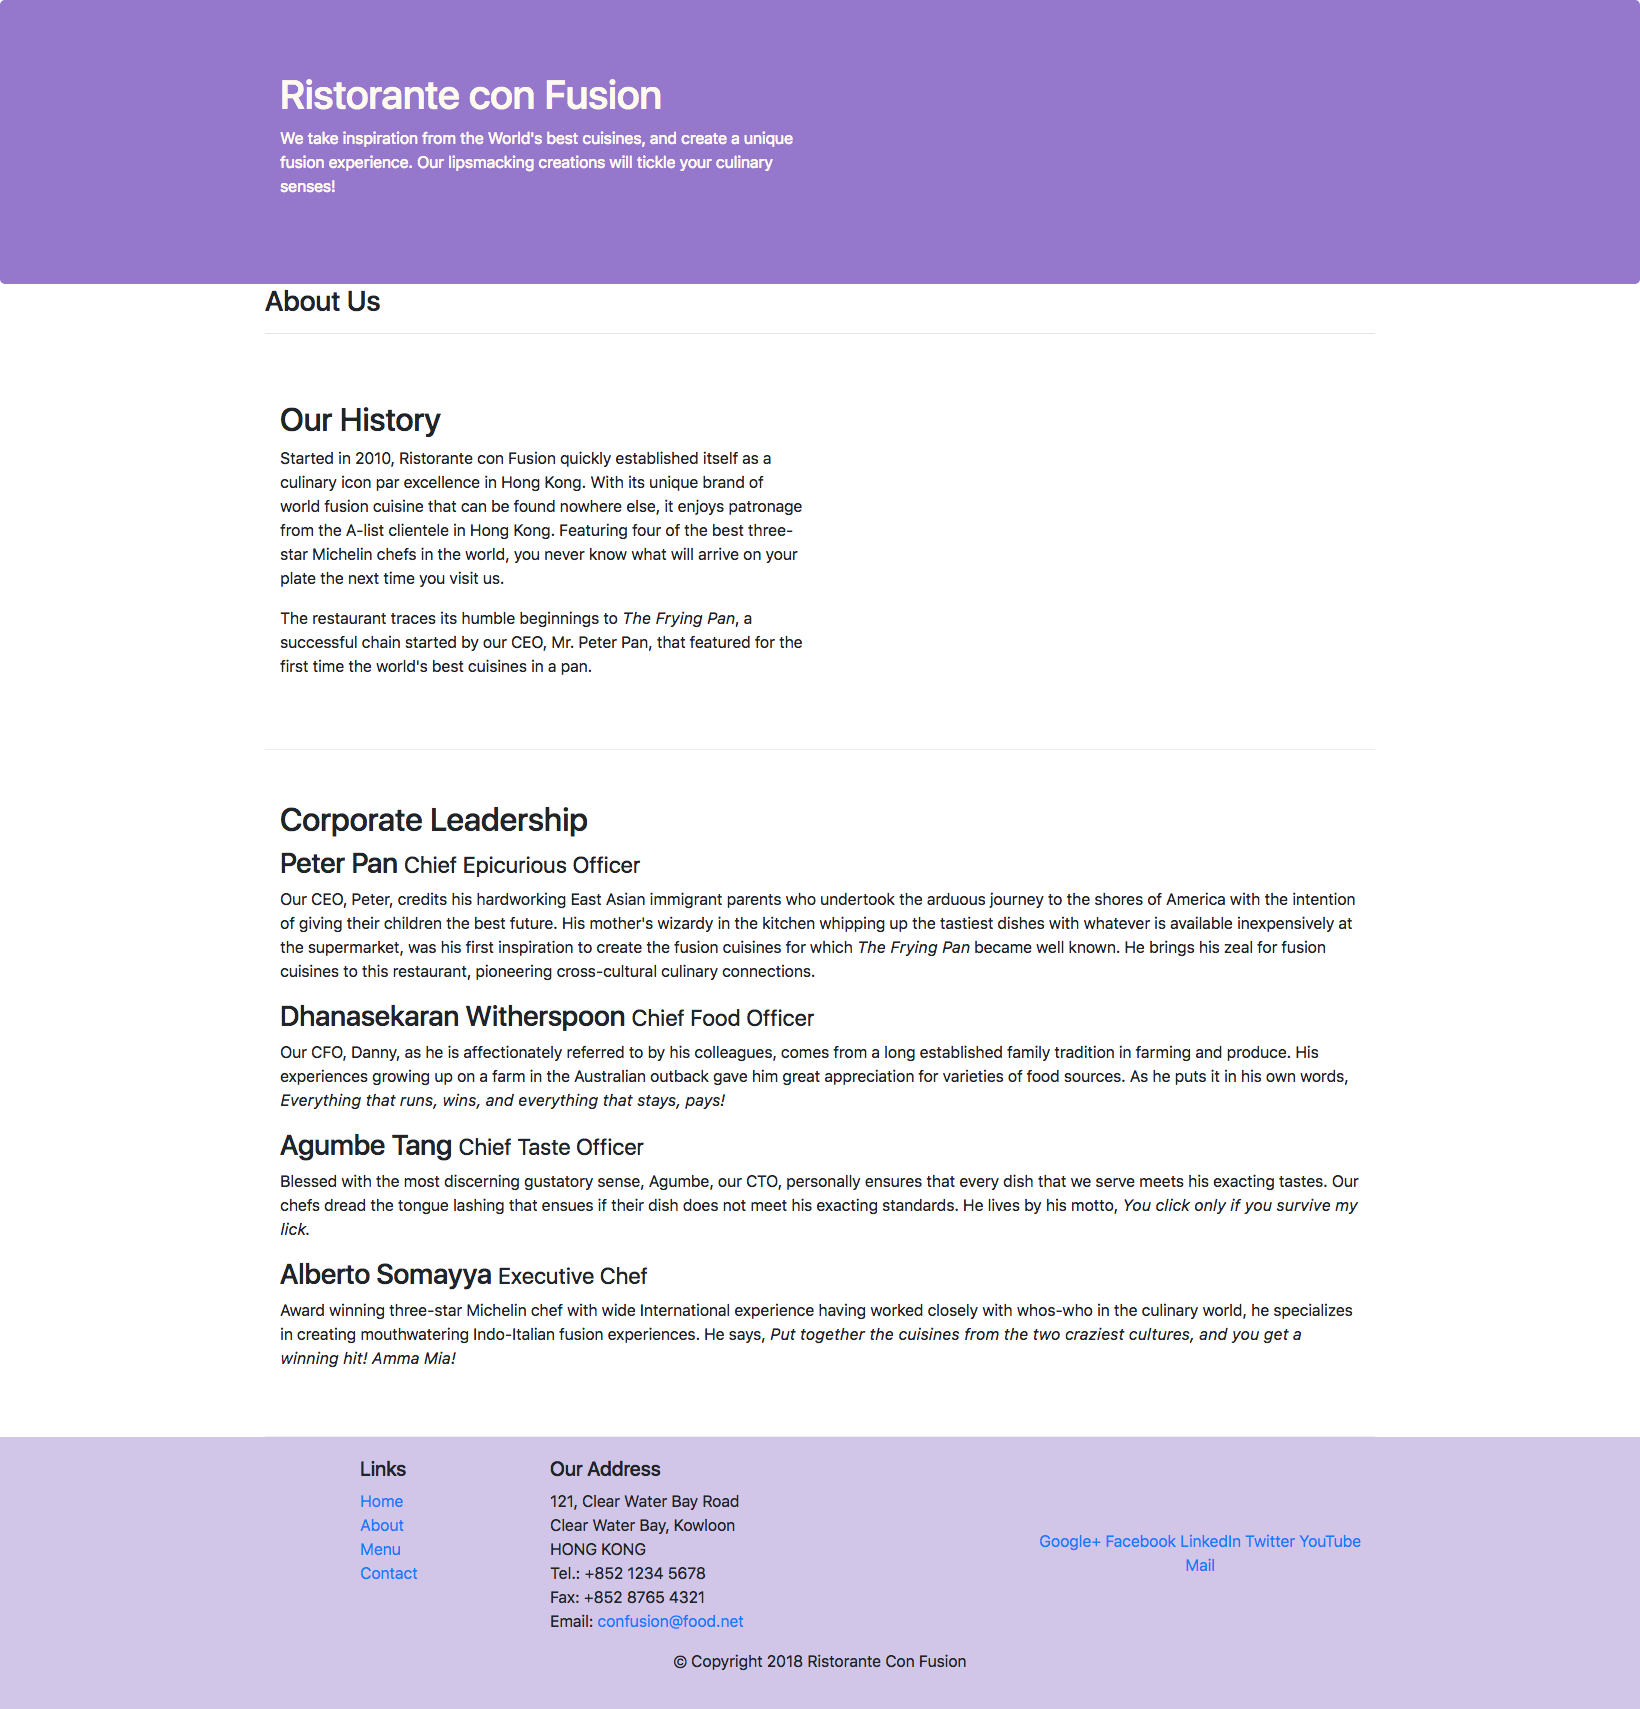 Ristorante con Fusion
We take inspiration from the World's best cuisines, and create a unique
fusion experience. Our lipsmacking creations will tickle your culinary
senses!
About Us
Our History
Started in 2010, Ristorante con Fusion quickly established itself as a
culinary icon par excellence in Hong Kong. With its unique brand of
world fusion cuisine that can be found nowhere else, it enjoys patronage
from the A-list clientele in Hong Kong. Featuring four of the best three-
star Michelin chefs in the world, you never know what will arrive on your
plate the next time you visit us.
The restaurant traces its humble beginnings to The Frying Pan, a
successful chain started by our CEO, Mr. Peter Pan, that featured for the
first time the world's best cuisines in a pan.
Corporate Leadership
Peter Pan Chief Epicurious Officer
Our CEO, Peter, credits his hardworking East Asian immigrant parents who undertook the arduous journey to the shores of America with the intention
of giving their children the best future. His mother's wizardy in the kitchen whipping up the tastiest dishes with whatever is available inexpensively at
the supermarket, was his first inspiration to create the fusion cuisines for which The Frying Pan became well known. He brings his zeal for fusion
cuisines to this restaurant, pioneering cross-cultural culinary connections.
Dhanasekaran Witherspoon Chief Food Officer
Our CFO, Danny, as he is affectionately referred to by his colleagues, comes from a long established family tradition in farming and produce. His
experiences growing up on a farm in the Australian outback gave him great appreciation for varieties of food sources. As he puts it in his own words,
Everything that runs, wins, and everything that stays, pays!
Agumbe Tang Chief Taste Officer
Blessed with the most discerning gustatory sense, Agumbe, our CTO, personally ensures that every dish that we serve meets his exacting tastes. Our
chefs dread the tongue lashing that ensues if their dish does not meet his exacting standards. He lives by his motto, You click only if you survive my
lick.
Alberto Somayya Executive Chef
Award winning three-star Michelin chef with wide International experience having worked closely with whos-who in the culinary world, he specializes
in creating mouthwatering Indo-Italian fusion experiences. He says, Put together the cuisines from the two craziest cultures, and you get a
winning hit! Amma Mia!
Links
Home
About
Menu
Contact
Our Address
121, Clear Water Bay Road
Clear Water Bay, Kowloon
HONG KONG
Tel.: +852 1234 5678
Fax: +852 8765 4321
Email: confusion@food.net
Google+ Facebook LinkedIn Twitter YouTube
Mail
© Copyright 2018 Ristorante Con Fusion